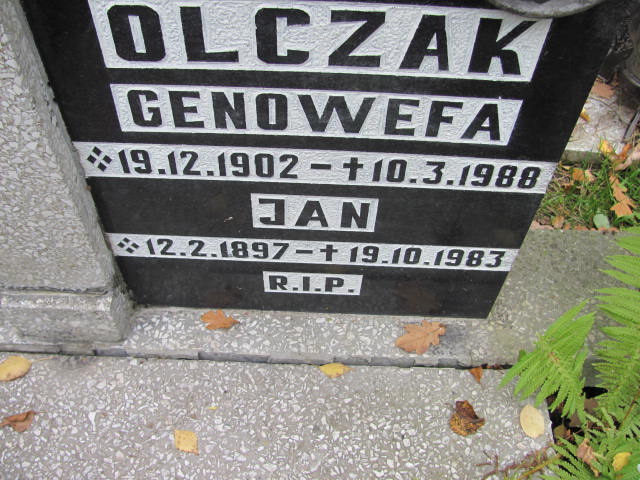 OLCZAK
GENOWEFA
❖19.12.1902 – †10.3.1988
JAN
❖12.2.1897 – †19.10.1983
R.I.P.